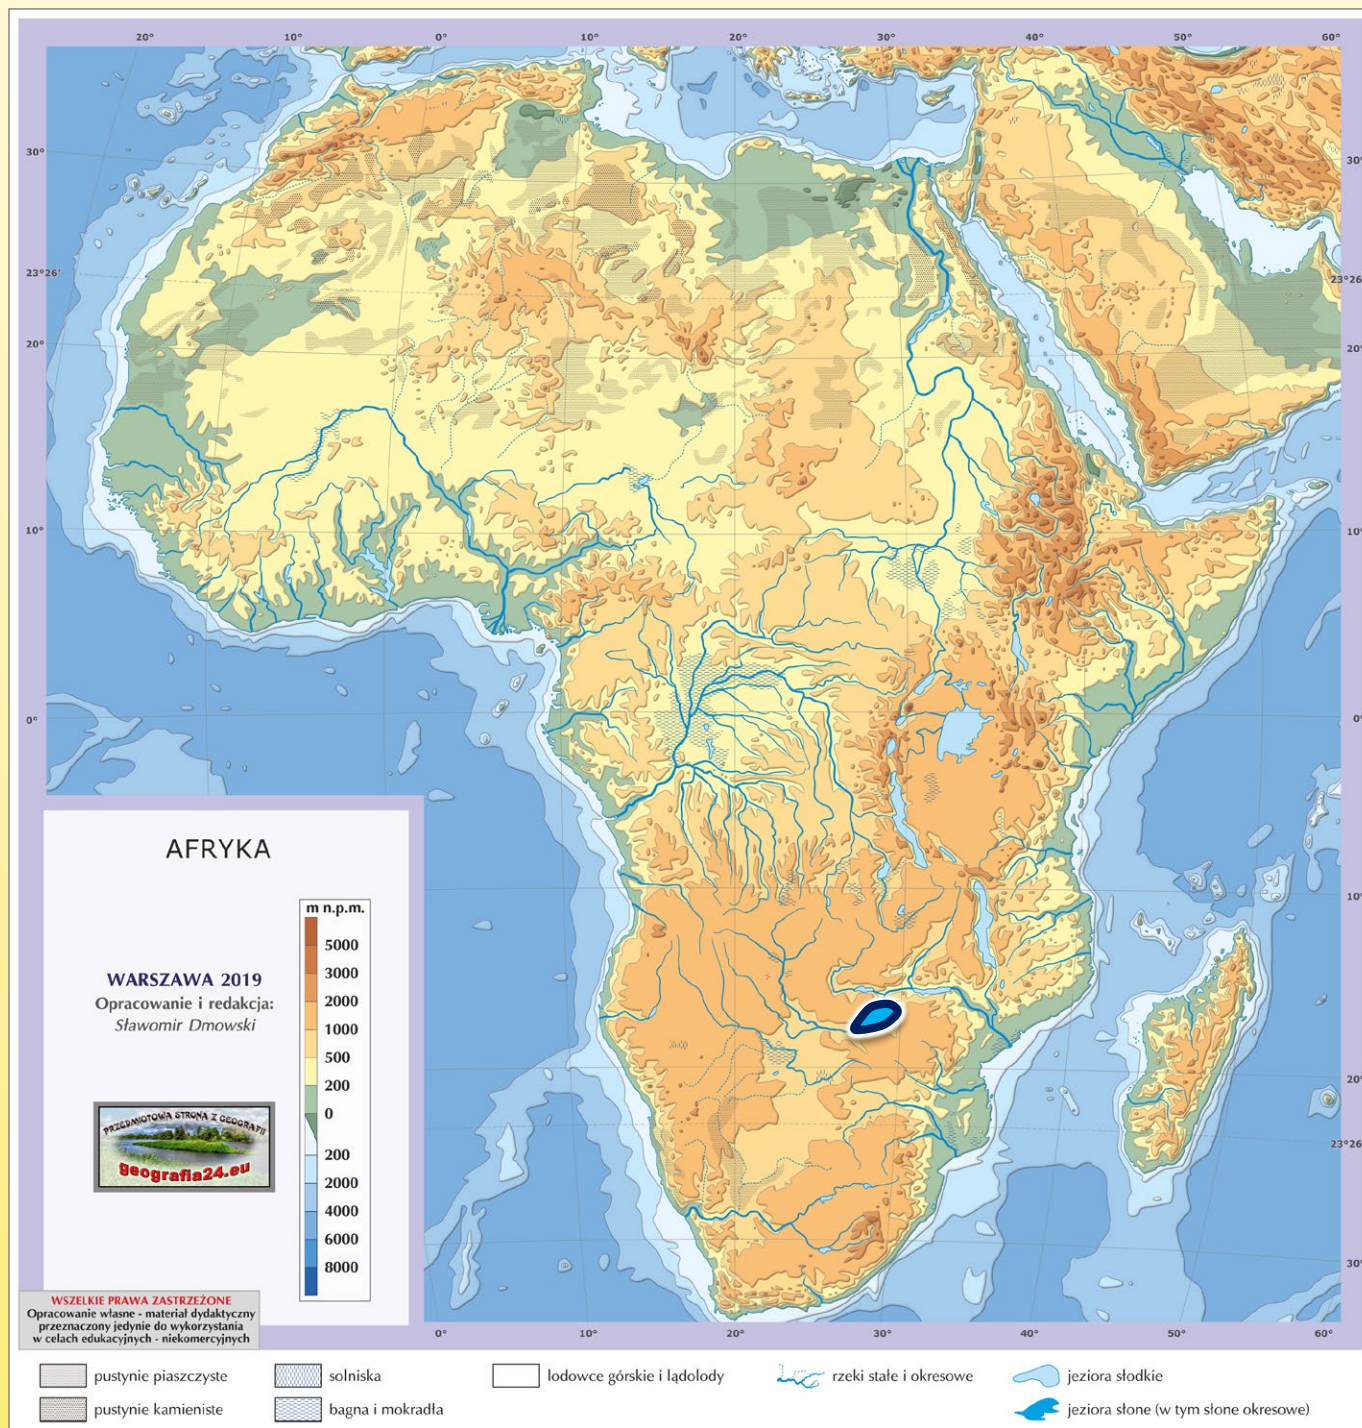 20° 10° 0° 10° 20° 30° 40° 50° 60°
30° 30°
23°26' 23°26
20° 20°
10° 10°
0° 0°
10°
20°
23°26
30°
AFRYKA
WARSZAWA 2019
Opracowanie i redakcja:
Sławomir Dmowski
PRZEDMIOTOWA STRONA Z GEOGRAFII
geografia24.eu
m n.p.m.
5000
3000
2000
1000
500
200
0
200
2000
4000
6000
8000
WSZELKIE PRAWA ZASTRZEŻONE
Opracowanie własne - materiał dydaktyczny
przeznaczony jedynie do wykorzystania
w celach edukacyjnych - niekomercyjnych
0° 10° 20° 30° 40° 50° 60°
pustynie piaszczyste
solniska
lodowce górskie i lądolody
rzeki stałe i okresowe
jeziora słodkie
pustynie kamieniste
bagna i mokradła
jeziora słone (w tym słone okresowe)